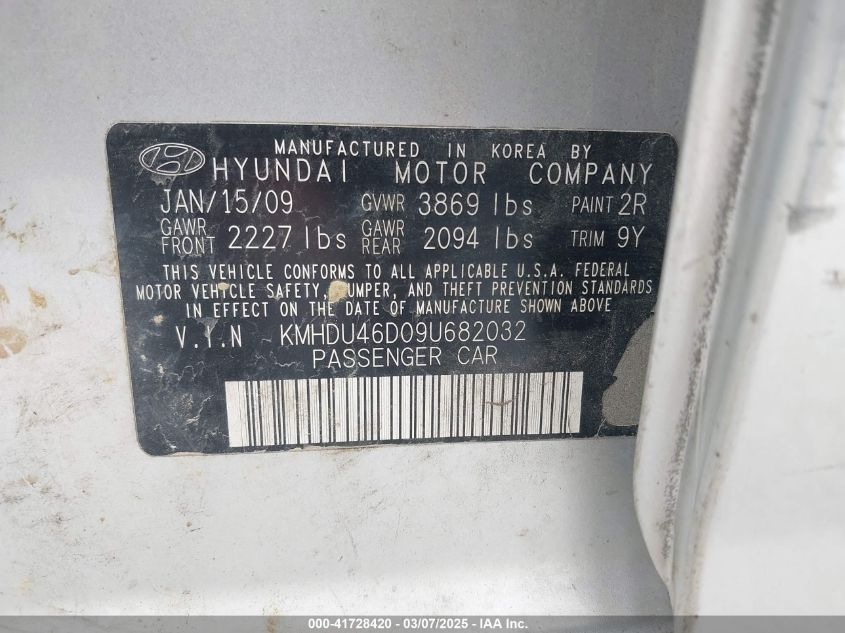 MANUFACTURED IN KOREA BY
HYUNDAI MOTOR COMPANY
JAN/15/09 GVWR 3869 lbs PAINT 2R
GAWR FRONT 2227 lbs GAWR REAR 2094 lbs TRIM 9Y
THIS VEHICLE CONFORMS TO ALL APPLICABLE U.S.A. FEDERAL
MOTOR VEHICLE SAFETY, BUMPER, AND THEFT PREVENTION STANDARDS
IN EFFECT ON THE DATE OF MANUFACTURE SHOWN ABOVE
V.I.N KMHDU46D09U682032
PASSENGER CAR
000-41728420 - 03/07/2025 - IAA Inc.